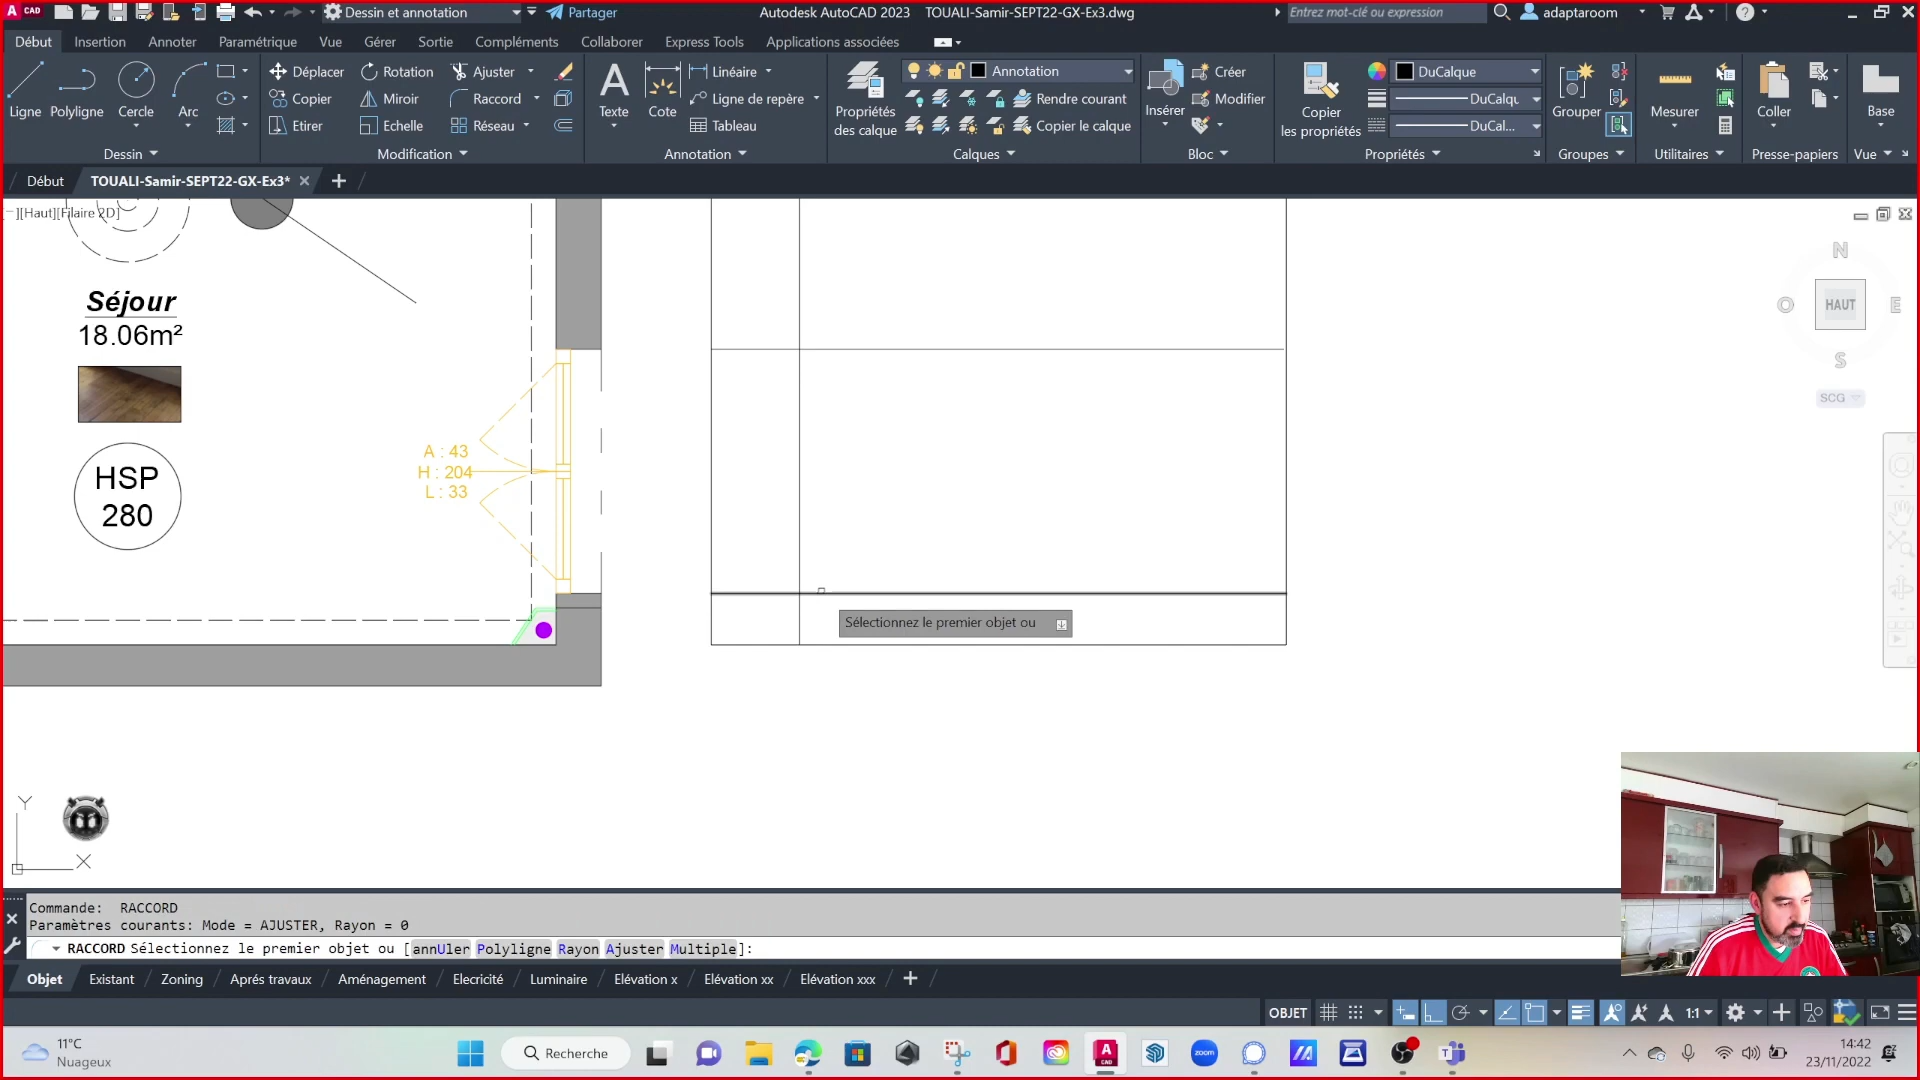 A CAD
Dessin et annotation
Partager
Autodesk AutoCAD 2023 TOUALI-Samir-SEPT22-GX-Ex3.dwg
Entrez mot-clé ou expression
adaptaroom
Début Insertion Annoter Paramétrique Vue Gérer Sortie Compléments Collaborer Express Tools Applications associées
Ligne
Polyligne
Cercle
Arc
Dessin
Déplacer Rotation Ajuster
Copier Miroir Raccord
Etirer Echelle Réseau
Modification
Texte
Cote
Linéaire
Ligne de repère
Tableau
Annotation
Propriétés
des calque
Annotation
Rendre courant
Copier le calque
Calques
Insérer
Créer
Modifier
Bloc
Copier
les propriétés
DuCalque
DuCalqu
DuCal...
Propriétés
Grouper
Groupes
Mesurer
Utilitaires
Coller
Presse-papiers
Base
Vue
Début
TOUALI-Samir-SEPT22-GX-Ex3*
][Haut][Filaire 2D]
Séjour
18.06m²
HSP
280
A : 43
H : 204
L : 33
Sélectionnez le premier objet ou
N
O
HAUT
E
S
SCG
Y
X
Commande: RACCORD
Paramètres courants: Mode = AJUSTER, Rayon = 0
RACCORD Sélectionnez le premier objet ou [annUler Polyligne Rayon Ajuster Multiple]:
Objet Existant Zoning Aprés travaux Aménagement Elecricité Luminaire Elévation x Elévation xx Elévation xxx
OBJET
1:1
11°C
Nuageux
Recherche
zoom
A CAD
14:42
23/11/2022